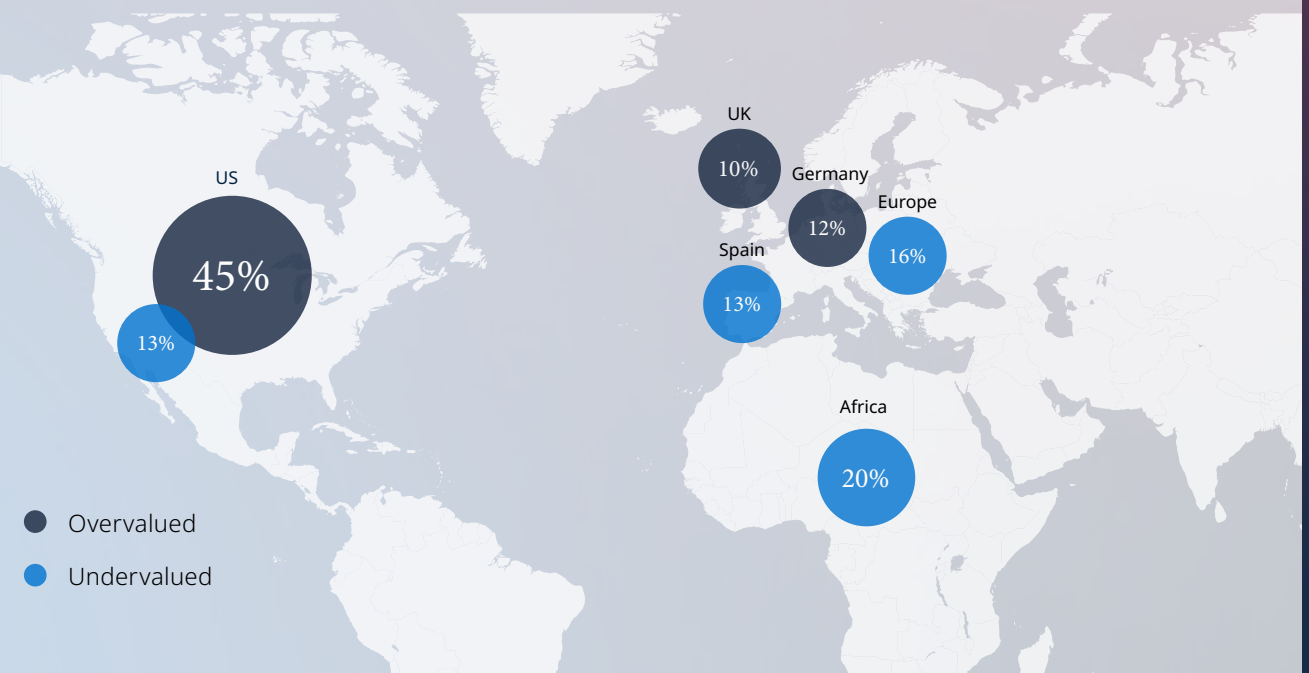 UK
10%
Germany
12%
US
45%
13%
Europe
16%
Spain
13%
Africa
20%
Overvalued
Undervalued